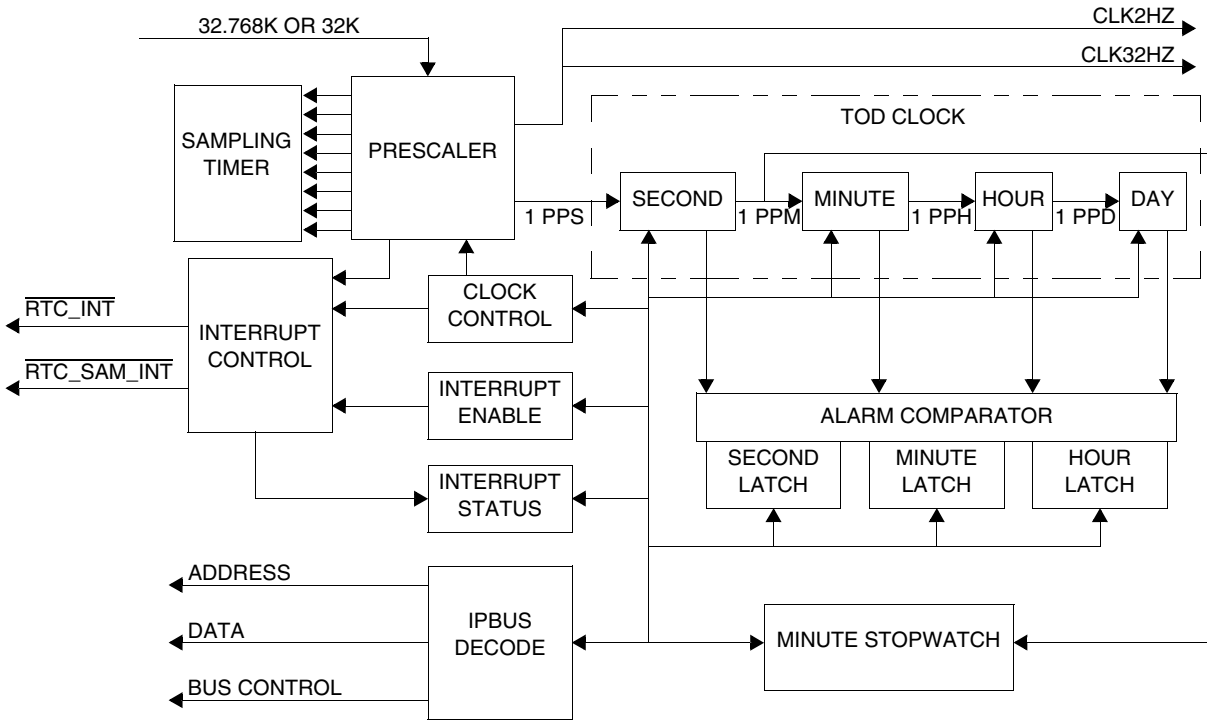 32.768K OR 32K
CLK2HZ
CLK32HZ
SAMPLING
TIMER
PRESCALER
TOD CLOCK
1 PPS
SECOND
1 PPM
MINUTE
1 PPH
HOUR
1 PPD
DAY
RTC_INT
RTC_SAM_INT
INTERRUPT
CONTROL
CLOCK
CONTROL
INTERRUPT
ENABLE
INTERRUPT
STATUS
ALARM COMPARATOR
SECOND
LATCH
MINUTE
LATCH
HOUR
LATCH
ADDRESS
DATA
BUS CONTROL
IPBUS
DECODE
MINUTE STOPWATCH